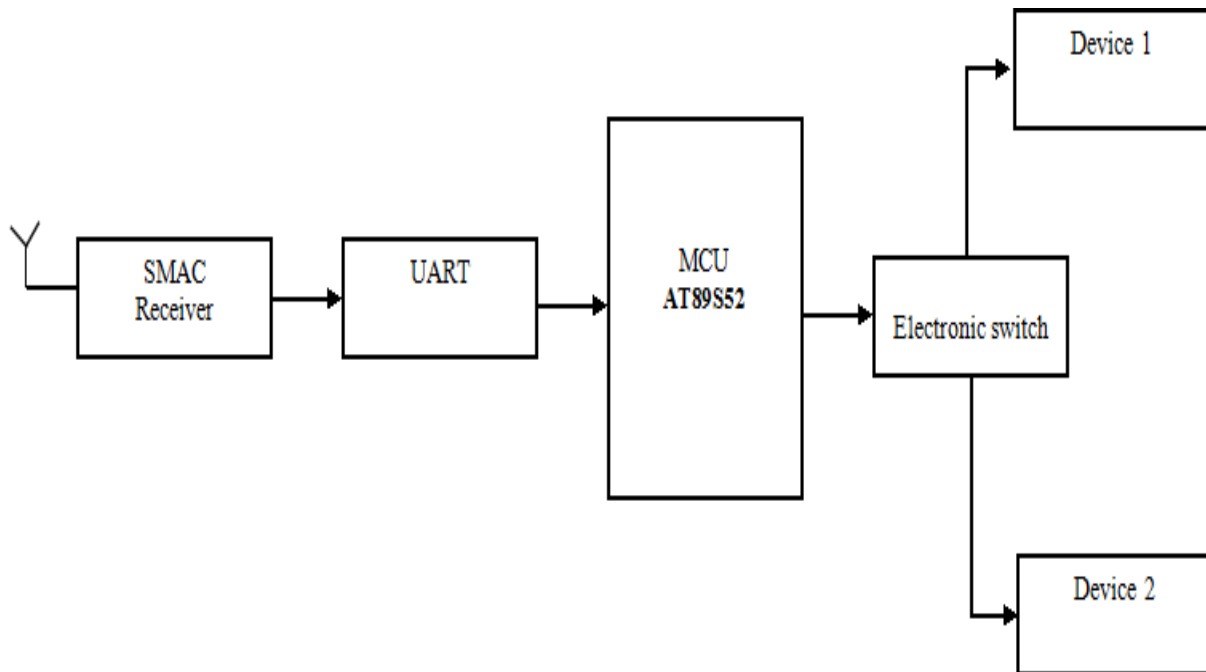 SMAC
Receiver
UART
MCU
AT89S52
Electronic switch
Device 1
Device 2